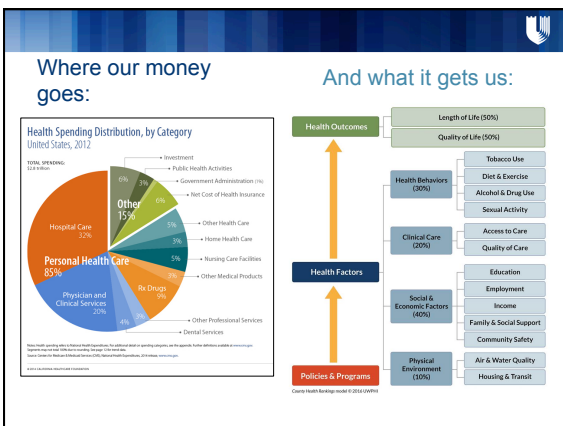 Where our money
goes:
And what it gets us:
Health Spending Distribution, by Category
United States, 2012
TOTAL SPENDING:
$2.8 trillion
Investment
6%
Public Health Activities
3%
Government Administration (1%)
Net Cost of Health Insurance
6%
Other
15%
Other Health Care
5%
Home Health Care
3%
Nursing Care Facilities
5%
Other Medical Products
3%
Rx Drugs
9%
Other Professional Services
3%
Dental Services
4%
Physician and
Clinical Services
20%
Hospital Care
32%
Personal Health Care
85%
Health Outcomes
Length of Life (50%)
Quality of Life (50%)
Health Factors
Health Behaviors
(30%)
Tobacco Use
Diet & Exercise
Alcohol & Drug Use
Sexual Activity
Clinical Care
(20%)
Access to Care
Quality of Care
Social &
Economic Factors
(40%)
Education
Employment
Income
Family & Social Support
Community Safety
Physical
Environment
(10%)
Air & Water Quality
Housing & Transit
Policies & Programs
County Health Rankings model © 2016 UWPHI